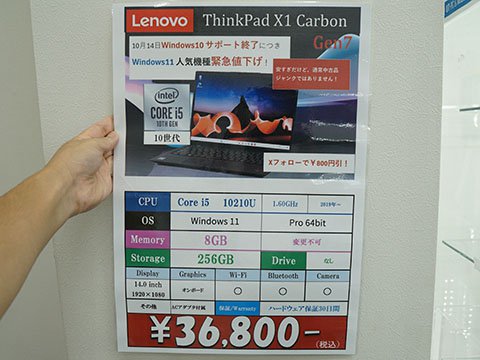 Lenovo ThinkPad X1 Carbon
Gen7
10月14日Windows10 サポート終了につき
Windows11 人気機種 緊急値下げ！
安すぎだけど、通常中古品
ジャンクではありません！
intel
CORE i5
10TH GEN
10世代
Xフォローで￥800円引！
CPU Core i5 10210U 1.60GHz 2019年～
OS Windows 11 Pro 64bit
Memory 8GB 変更不可
Storage 256GB Drive なし
Display Graphics Wi-Fi Bluetooth Camera
14.0 inch
1920×1080 オンボード ○ ○ ○
その他 ACアダプタ付属 保証/Warranty ハードウェア保証30日間
￥36,800-
(税込)